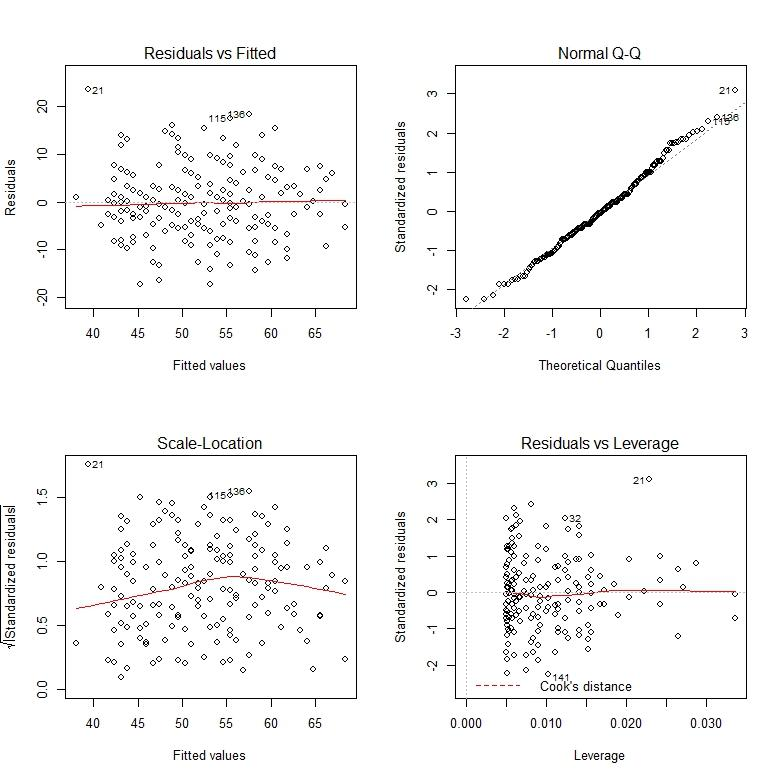 Residuals vs Fitted
Residuals
20
10
0
-10
-20
21
115
136
40 45 50 55 60 65
Fitted values
Normal Q-Q
Standardized residuals
3
2
1
0
-1
-2
21
136
115
-3 -2 -1 0 1 2 3
Theoretical Quantiles
Scale-Location
√|Standardized residuals|
1.5
1.0
0.5
0.0
21
115
136
40 45 50 55 60 65
Fitted values
Residuals vs Leverage
Standardized residuals
3
2
1
0
-1
-2
21
32
141
Cook's distance
0.000 0.010 0.020 0.030
Leverage